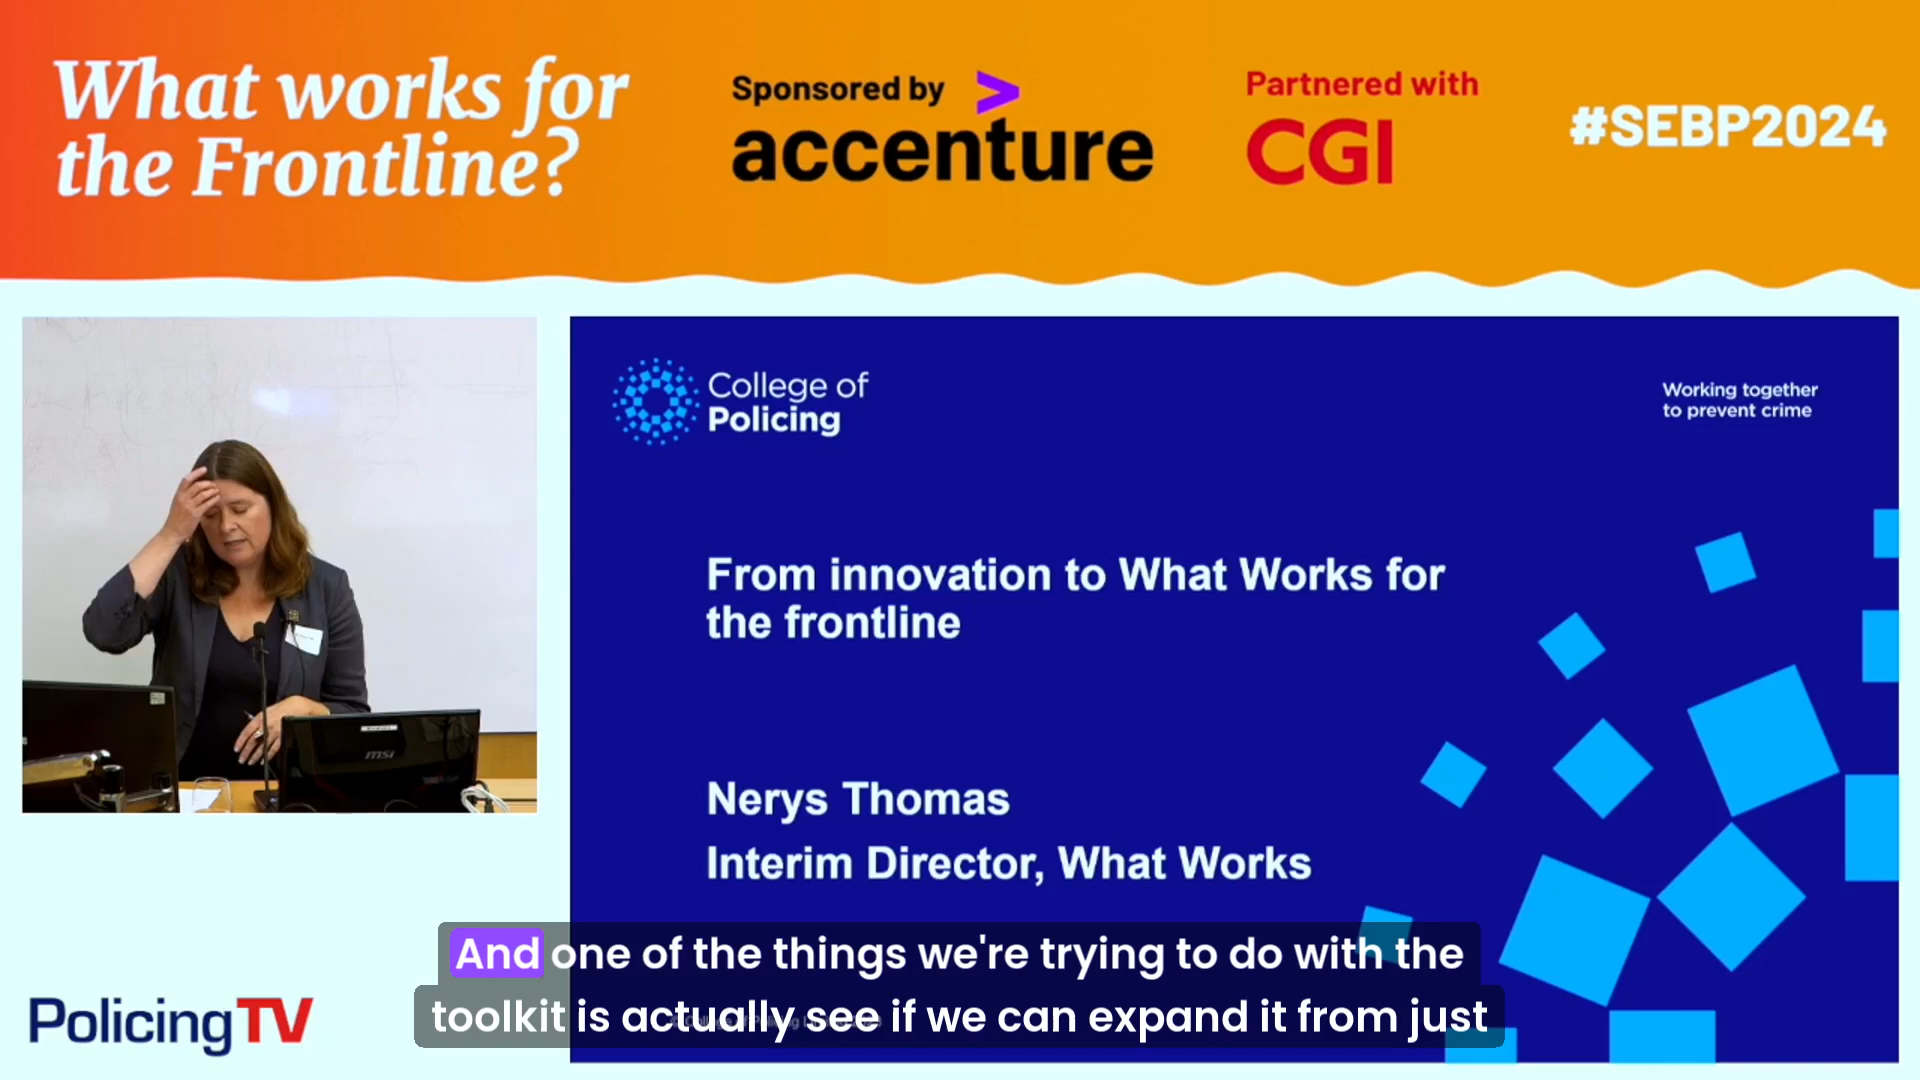 What works for
the Frontline?
Sponsored by
accenture
Partnered with
CGI
#SEBP2024
College of
Policing
Working together
to prevent crime
From innovation to What Works for
the frontline
Nerys Thomas
Interim Director, What Works
msi
And one of the things we're trying to do with the
toolkit is actually see if we can expand it from just
PolicingTV